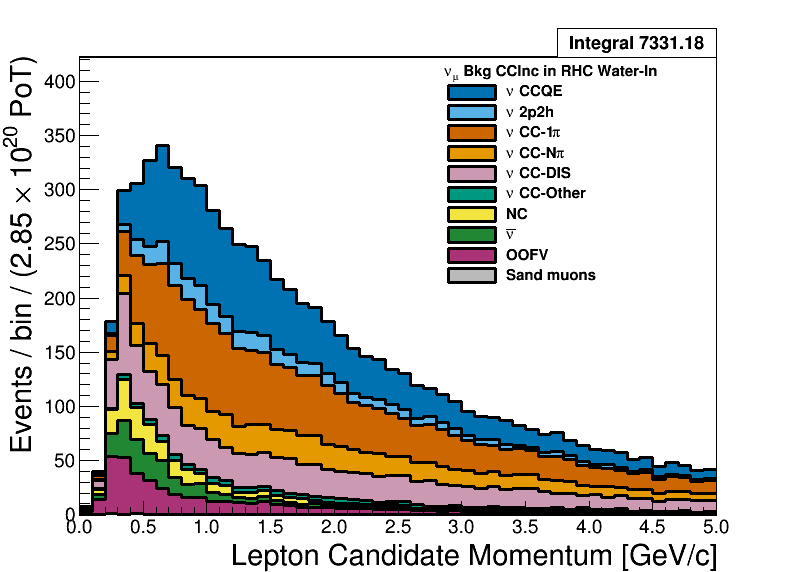 Integral 7331.18
ν_μ Bkg CCInc in RHC Water-In
ν CCQE
ν 2p2h
ν CC-1π
ν CC-Nπ
ν CC-DIS
ν CC-Other
NC
ν̅
OOFV
Sand muons
Events / bin / (2.85 × 10²⁰ PoT)
400
350
300
250
200
150
100
50
0
0.0 0.5 1.0 1.5 2.0 2.5 3.0 3.5 4.0 4.5 5.0
Lepton Candidate Momentum [GeV/c]